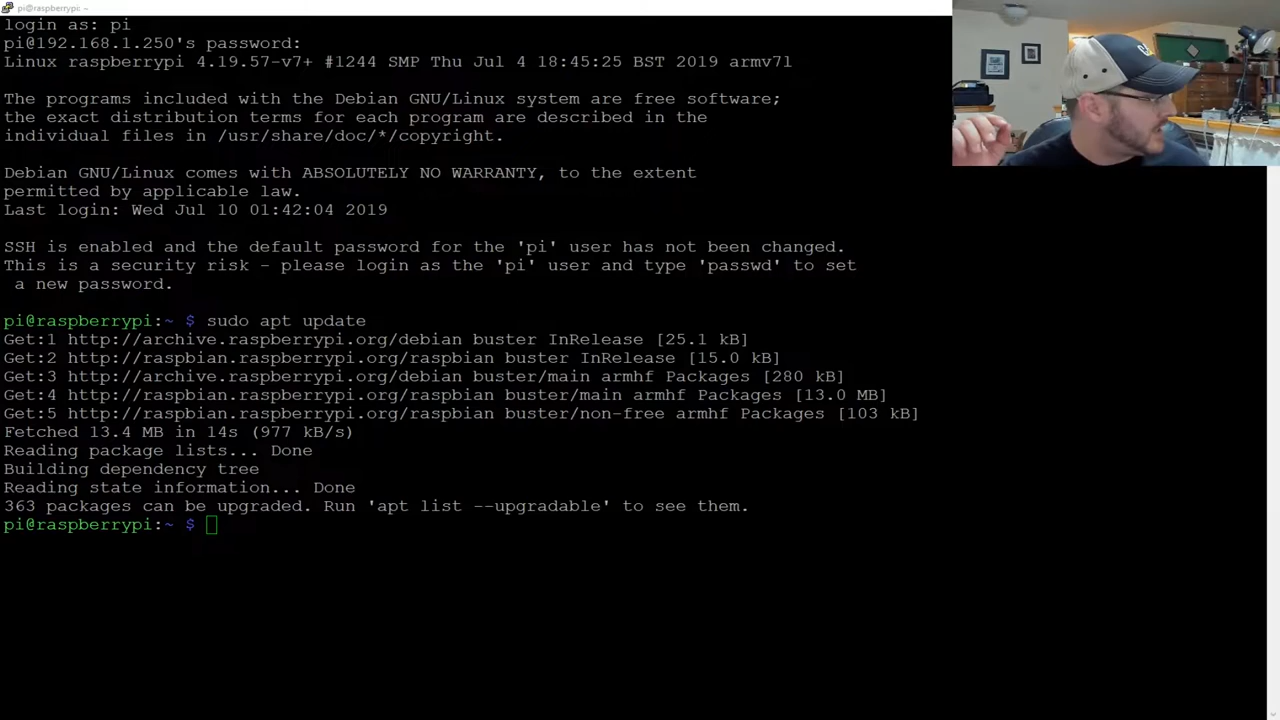 pi@raspberrypi: ~
login as: pi
pi@192.168.1.250's password:
Linux raspberrypi 4.19.57-v7+ #1244 SMP Thu Jul 4 18:45:25 BST 2019 armv7l
The programs included with the Debian GNU/Linux system are free software;
the exact distribution terms for each program are described in the
individual files in /usr/share/doc/*/copyright.
Debian GNU/Linux comes with ABSOLUTELY NO WARRANTY, to the extent
permitted by applicable law.
Last login: Wed Jul 10 01:42:04 2019
SSH is enabled and the default password for the 'pi' user has not been changed.
This is a security risk - please login as the 'pi' user and type 'passwd' to set
a new password.
pi@raspberrypi:~ $ sudo apt update
Get:1 http://archive.raspberrypi.org/debian buster InRelease [25.1 kB]
Get:2 http://raspbian.raspberrypi.org/raspbian buster InRelease [15.0 kB]
Get:3 http://archive.raspberrypi.org/debian buster/main armhf Packages [280 kB]
Get:4 http://raspbian.raspberrypi.org/raspbian buster/main armhf Packages [13.0 MB]
Get:5 http://raspbian.raspberrypi.org/raspbian buster/non-free armhf Packages [103 kB]
Fetched 13.4 MB in 14s (977 kB/s)
Reading package lists... Done
Building dependency tree
Reading state information... Done
363 packages can be upgraded. Run 'apt list --upgradable' to see them.
pi@raspberrypi:~ $